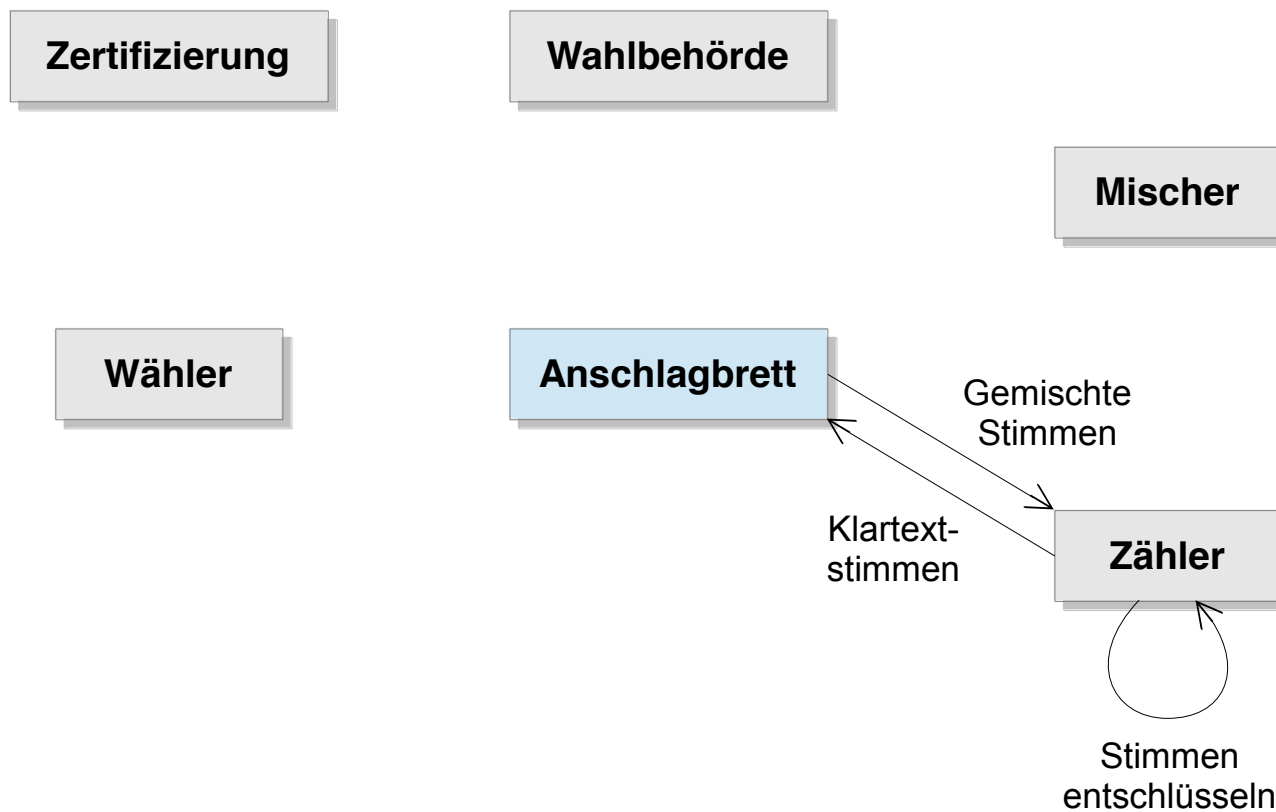 Zertifizierung
Wahlbehörde
Mischer
Wähler
Anschlagbrett
Gemischte
Stimmen
Klartext-
stimmen
Zähler
Stimmen
entschlüsseln